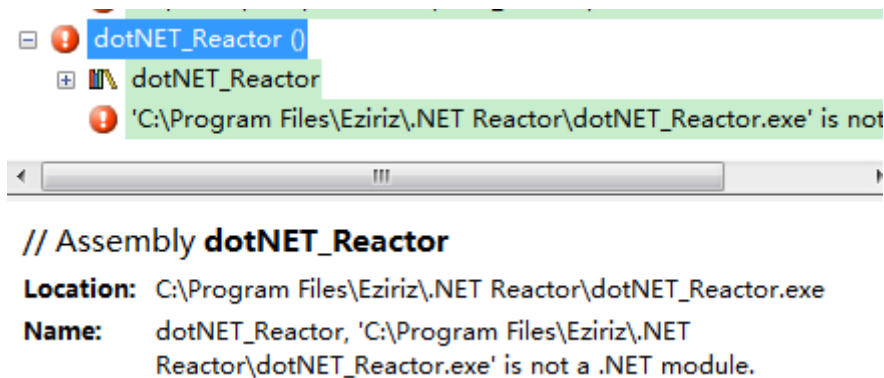 dotNET_Reactor ()
dotNET_Reactor
'C:\Program Files\Eziriz\.NET Reactor\dotNET_Reactor.exe' is not
// Assembly dotNET_Reactor
Location: C:\Program Files\Eziriz\.NET Reactor\dotNET_Reactor.exe
Name: dotNET_Reactor, 'C:\Program Files\Eziriz\.NET
Reactor\dotNET_Reactor.exe' is not a .NET module.